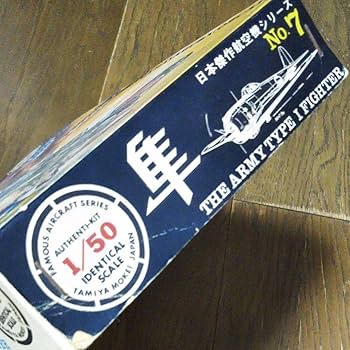 日本傑作航空機シリーズ
No.7
隼
THE ARMY TYPE 1 FIGHTER
FAMOUS AIRCRAFT SERIES
AUTHENTI-KIT
1/50
IDENTICAL
SCALE
TAMIYA MOKEI JAPAN